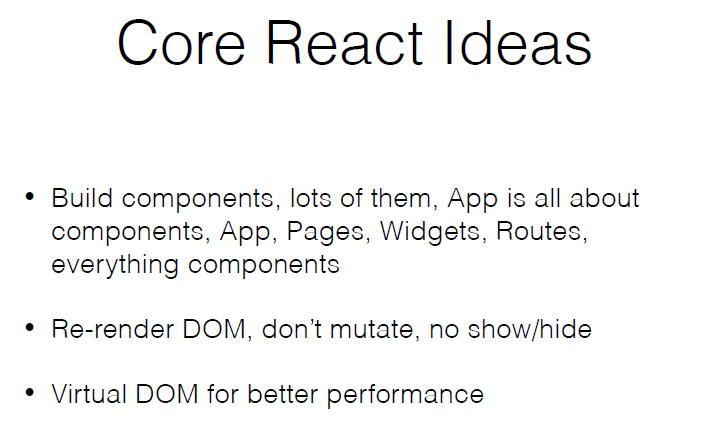 Core React Ideas
• Build components, lots of them, App is all about
components, App, Pages, Widgets, Routes,
everything components
• Re-render DOM, don’t mutate, no show/hide
• Virtual DOM for better performance